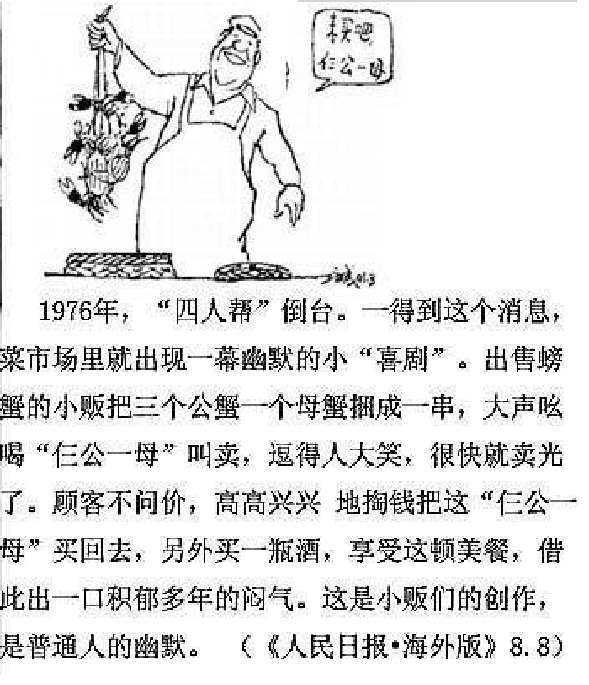 来买吧
仨公一母
1976年，“四人帮”倒台。一得到这个消息，
菜市场里就出现一幕幽默的小“喜剧”。出售螃
蟹的小贩把三个公蟹一个母蟹捆成一串，大声吆
喝“仨公一母”叫卖，逗得人大笑，很快就卖光
了。顾客不问价，高高兴兴 地掏钱把这“仨公一
母”买回去，另外买一瓶酒，享受这顿美餐，借
此出一口积郁多年的闷气。这是小贩们的创作，
是普通人的幽默。 （《人民日报·海外版》8.8）